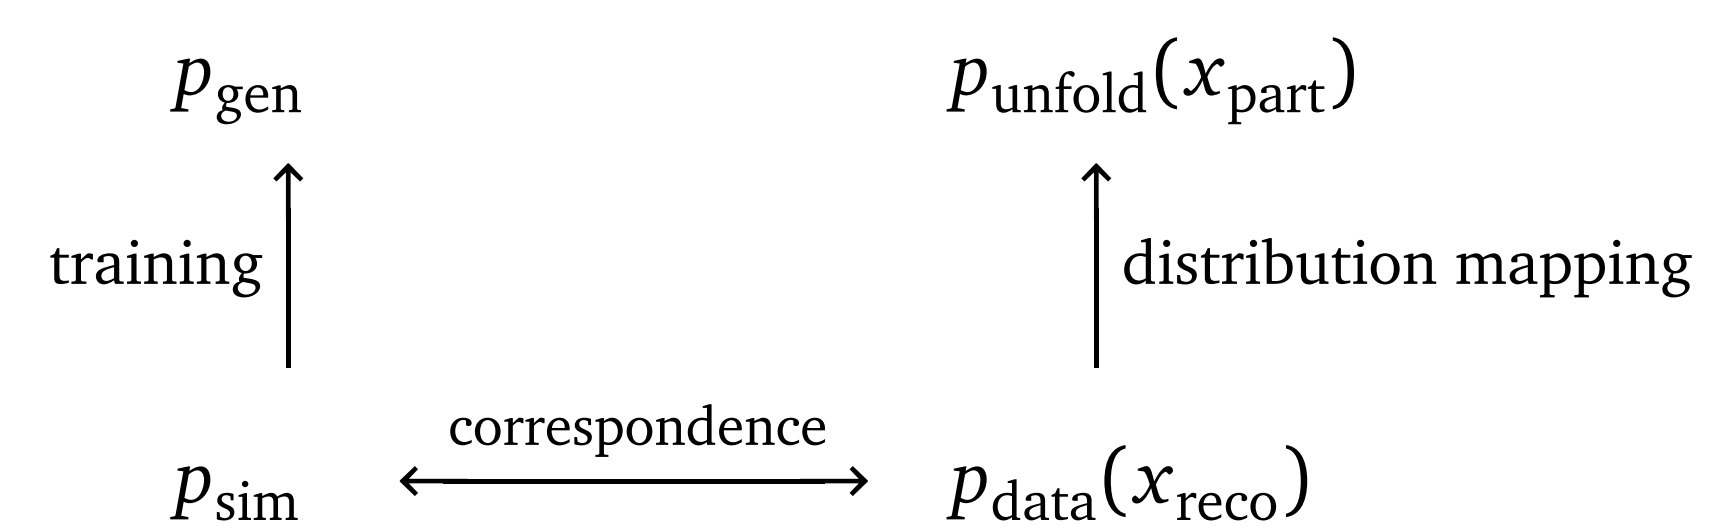 p_gen p_unfold(x_part)
training distribution mapping
correspondence
p_sim p_data(x_reco)